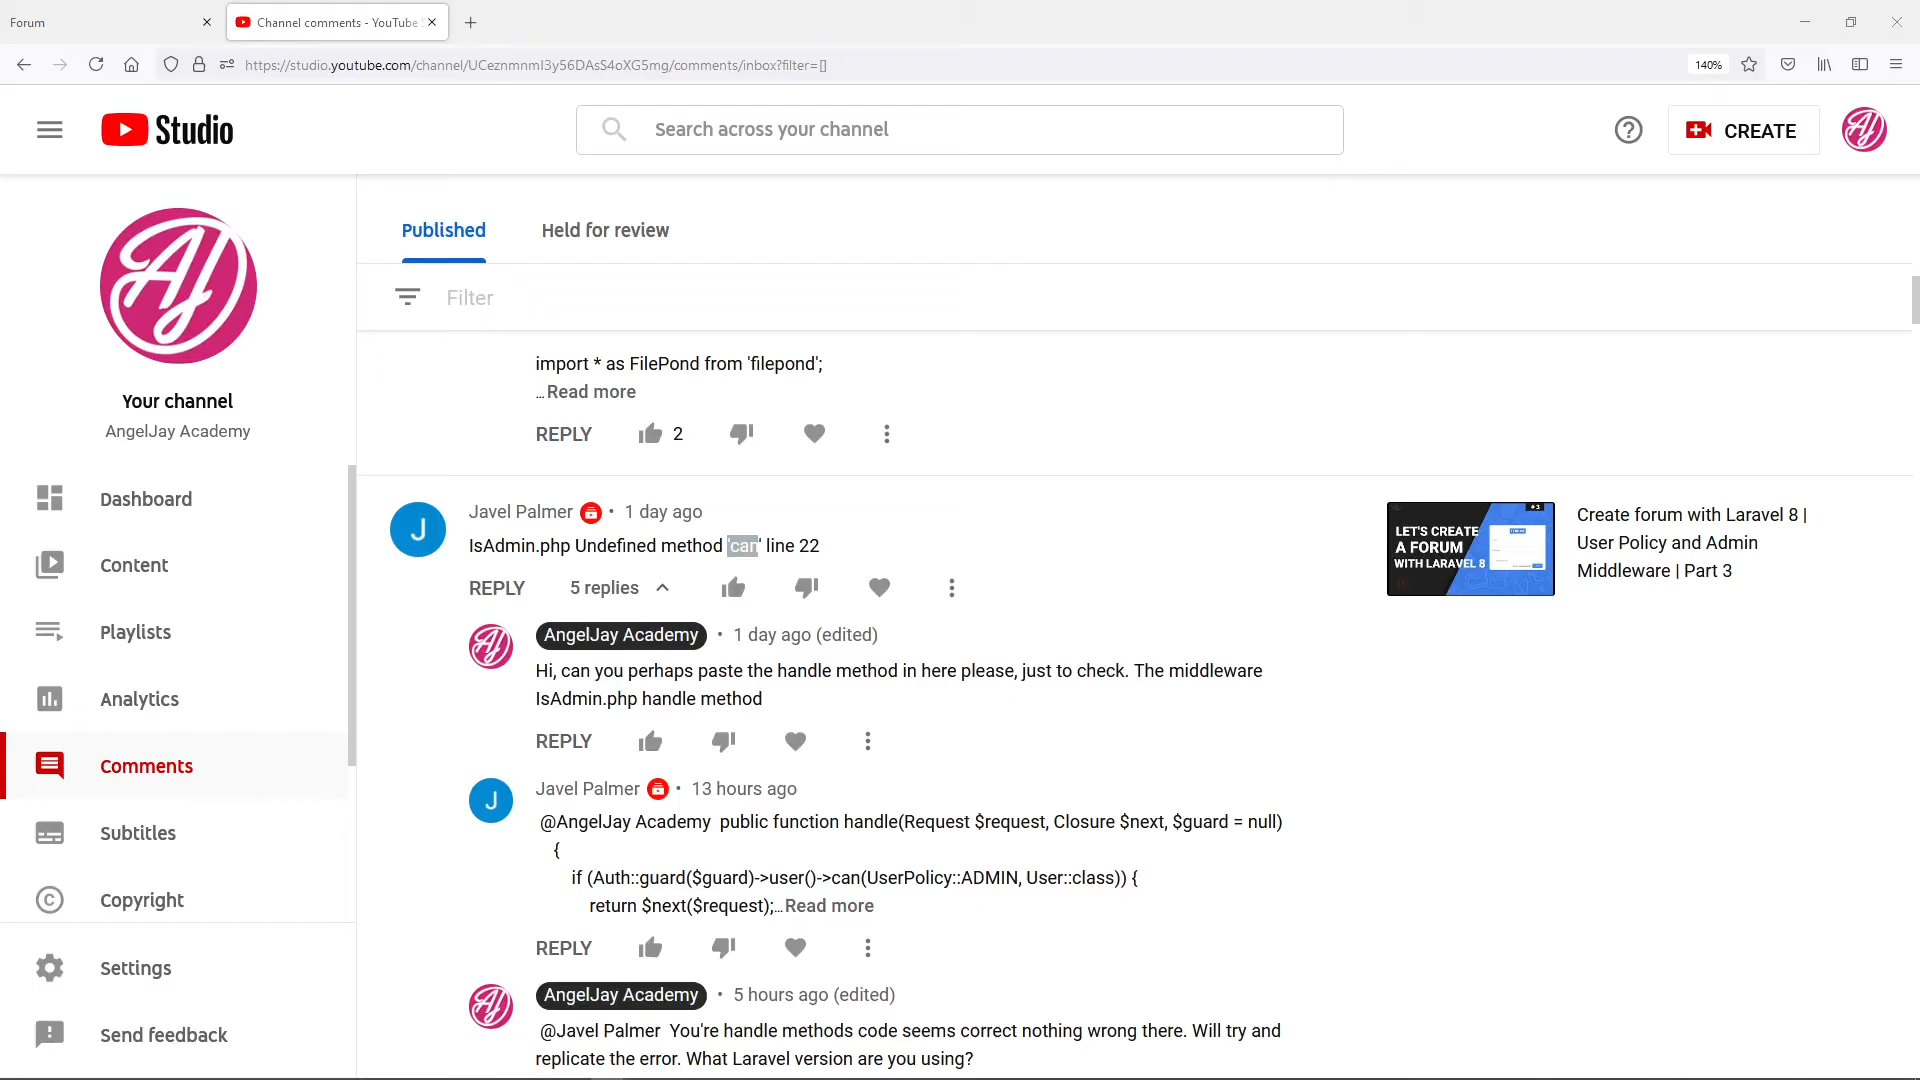 Forum
Channel comments - YouTube S
https://studio.youtube.com/channel/UCeznmnmI3y56DAsS4oXG5mg/comments/inbox?filter=[]
140%
Studio
Search across your channel
CREATE
Your channel
AngelJay Academy
Dashboard
Content
Playlists
Analytics
Comments
Subtitles
Copyright
Settings
Send feedback
Published
Held for review
Filter
import * as FilePond from 'filepond';
...Read more
REPLY 2
Javel Palmer • 1 day ago
IsAdmin.php Undefined method 'can' line 22
REPLY 5 replies
AngelJay Academy • 1 day ago (edited)
Hi, can you perhaps paste the handle method in here please, just to check. The middleware
IsAdmin.php handle method
REPLY
Javel Palmer • 13 hours ago
@AngelJay Academy public function handle(Request $request, Closure $next, $guard = null)
{
if (Auth::guard($guard)->user()->can(UserPolicy::ADMIN, User::class)) {
return $next($request);...Read more
REPLY
AngelJay Academy • 5 hours ago (edited)
@Javel Palmer You're handle methods code seems correct nothing wrong there. Will try and
replicate the error. What Laravel version are you using?
#3
LET'S CREATE
A FORUM
WITH LARAVEL 8
Create forum with Laravel 8 |
User Policy and Admin
Middleware | Part 3